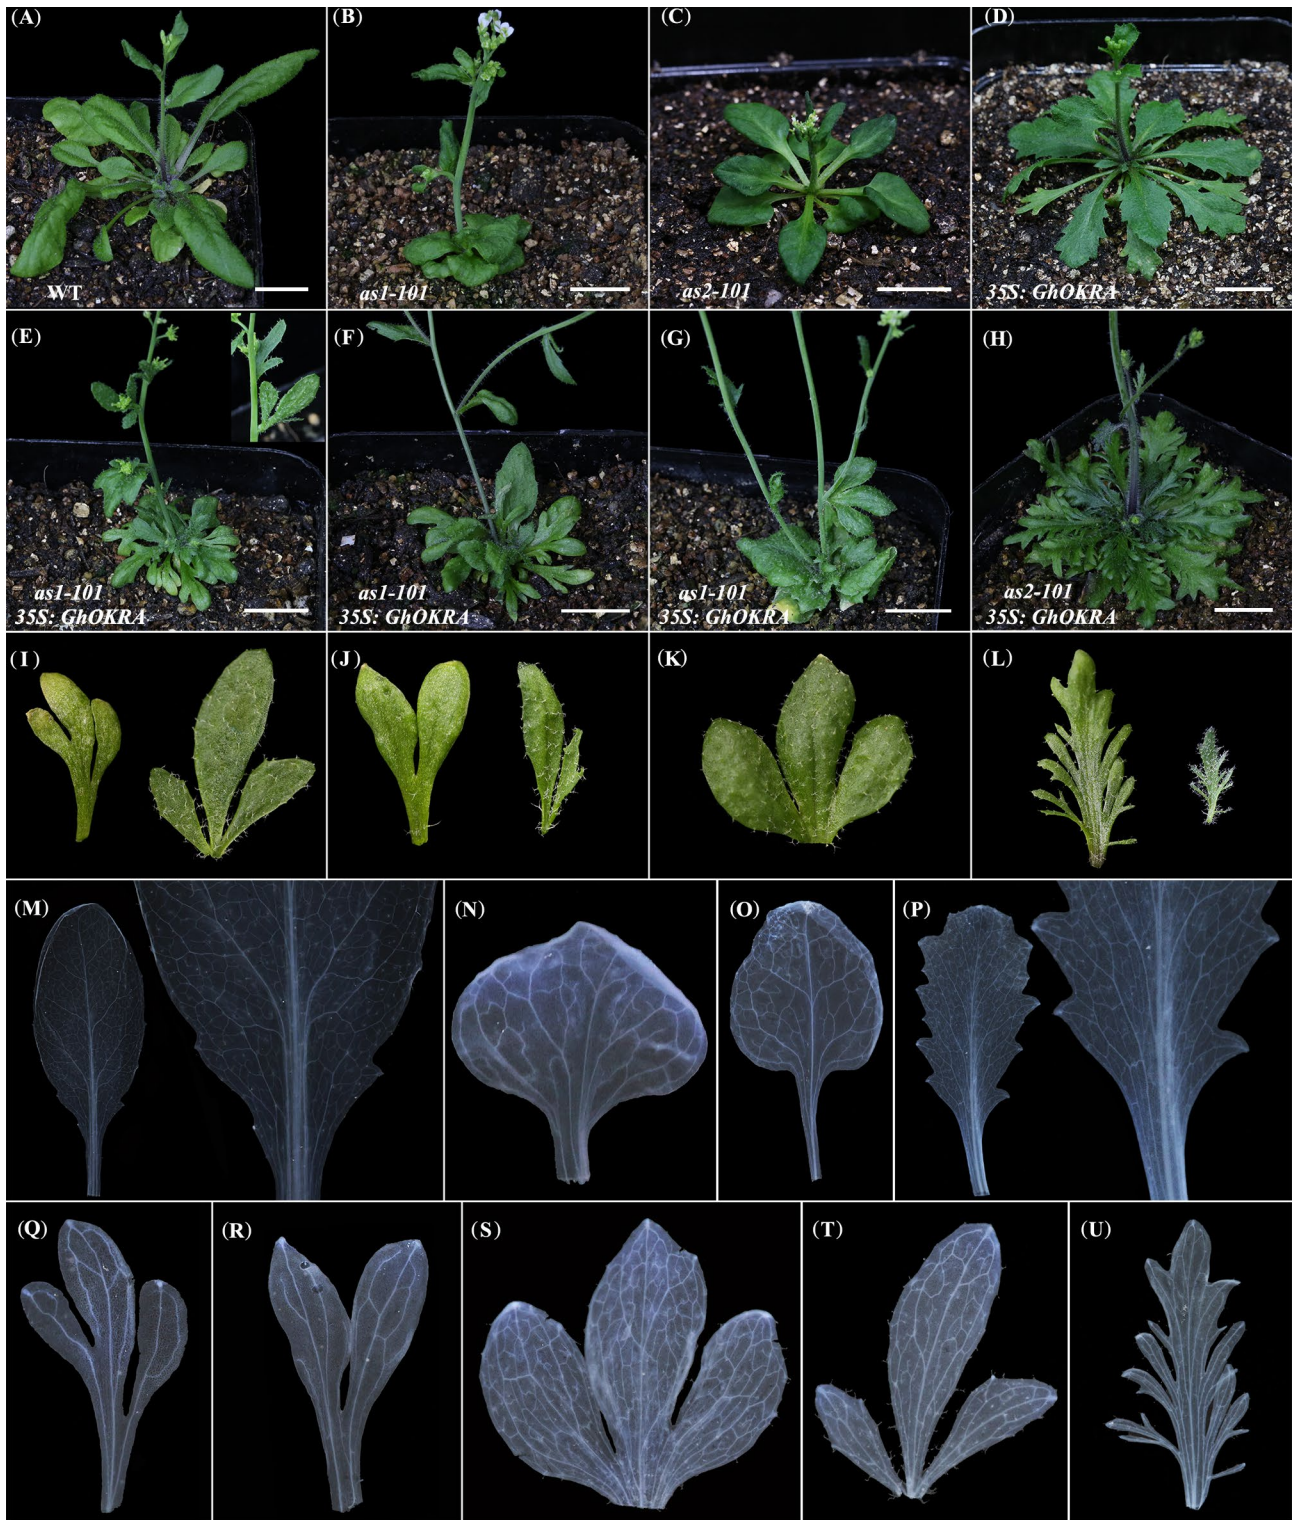 (A)
(B)
(C)
(D)
WT
as1-101
as2-101
35S: GhOKRA
(E)
(F)
(G)
(H)
as1-101
35S: GhOKRA
as1-101
35S: GhOKRA
as1-101
35S: GhOKRA
as2-101
35S: GhOKRA
(I)
(J)
(K)
(L)
(M)
(N)
(O)
(P)
(Q)
(R)
(S)
(T)
(U)